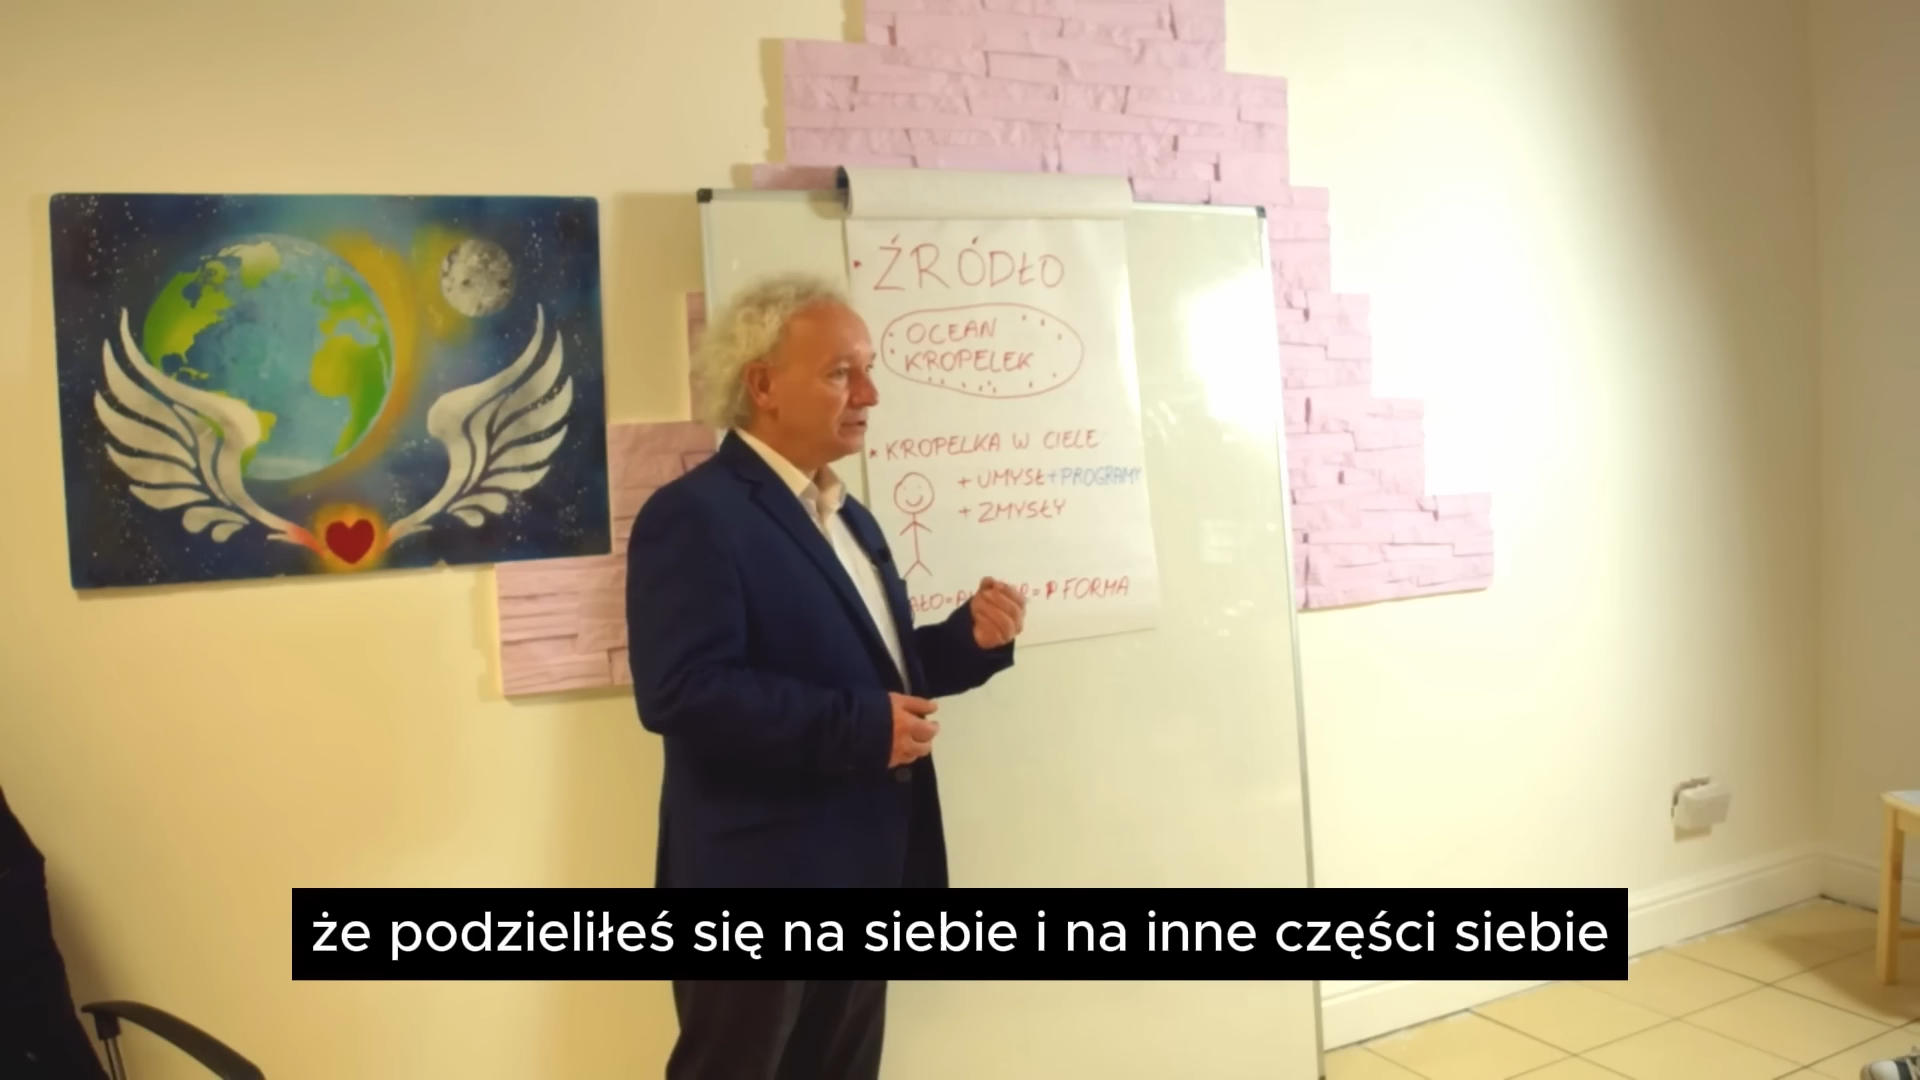 ŹRÓDŁO
OCEAN
KROPELEK
KROPELKA W CIELE
+ UMYSŁ + PROGRAMY
+ ZMYSŁY
= FORMA
że podzieliłeś się na siebie i na inne części siebie